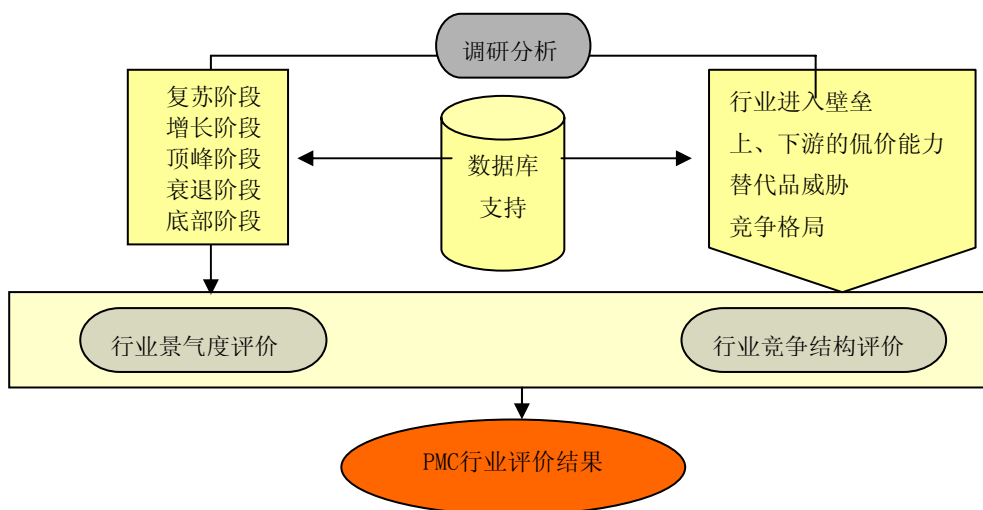 调研分析
复苏阶段
增长阶段
顶峰阶段
衰退阶段
底部阶段
数据库
支持
行业进入壁垒
上、下游的侃价能力
替代品威胁
竞争格局
行业景气度评价
行业竞争结构评价
PMC行业评价结果